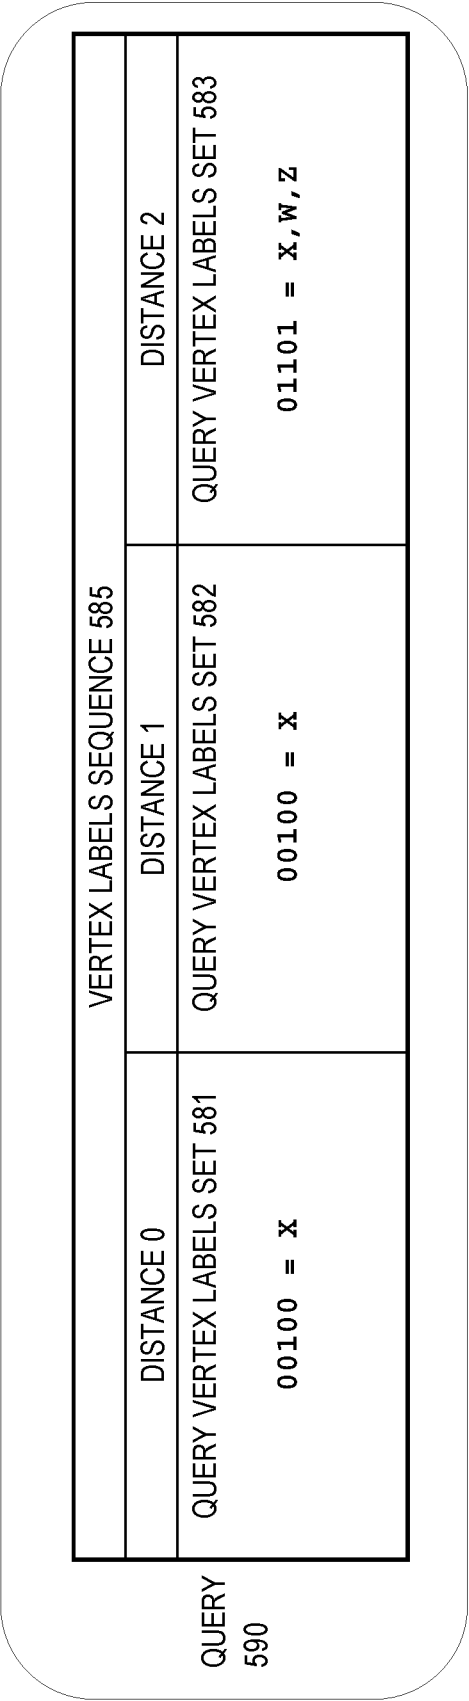 QUERY
590
VERTEX LABELS SEQUENCE 585
DISTANCE 0
DISTANCE 1
DISTANCE 2
QUERY VERTEX LABELS SET 581
00100 = X
QUERY VERTEX LABELS SET 582
00100 = X
QUERY VERTEX LABELS SET 583
01101 = X,W,Z